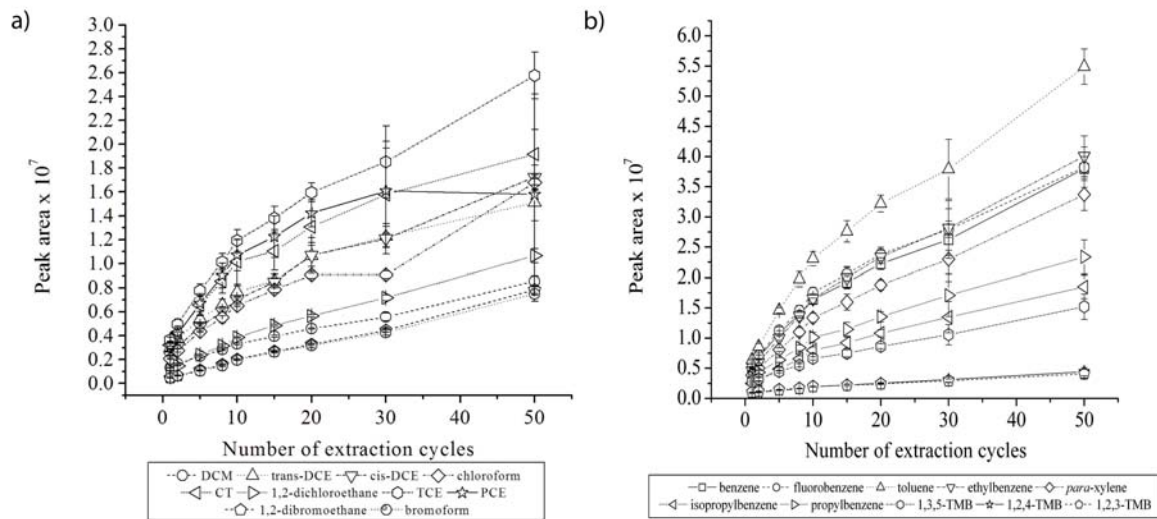 a)
3.0
2.8
2.6
2.4
2.2
2.0
1.8
1.6
1.4
1.2
1.0
0.8
0.6
0.4
0.2
0.0
Peak area x 10⁷
0 10 20 30 40 50
Number of extraction cycles
DCM trans-DCE cis-DCE chloroform
CT 1,2-dichloroethane TCE PCE
1,2-dibromoethane bromoform
b)
6.0
5.5
5.0
4.5
4.0
3.5
3.0
2.5
2.0
1.5
1.0
0.5
0.0
Peak area x 10⁷
0 10 20 30 40 50
Number of extraction cycles
benzene fluorobenzene toluene ethylbenzene para-xylene
isopropylbenzene propylbenzene 1,3,5-TMB 1,2,4-TMB 1,2,3-TMB